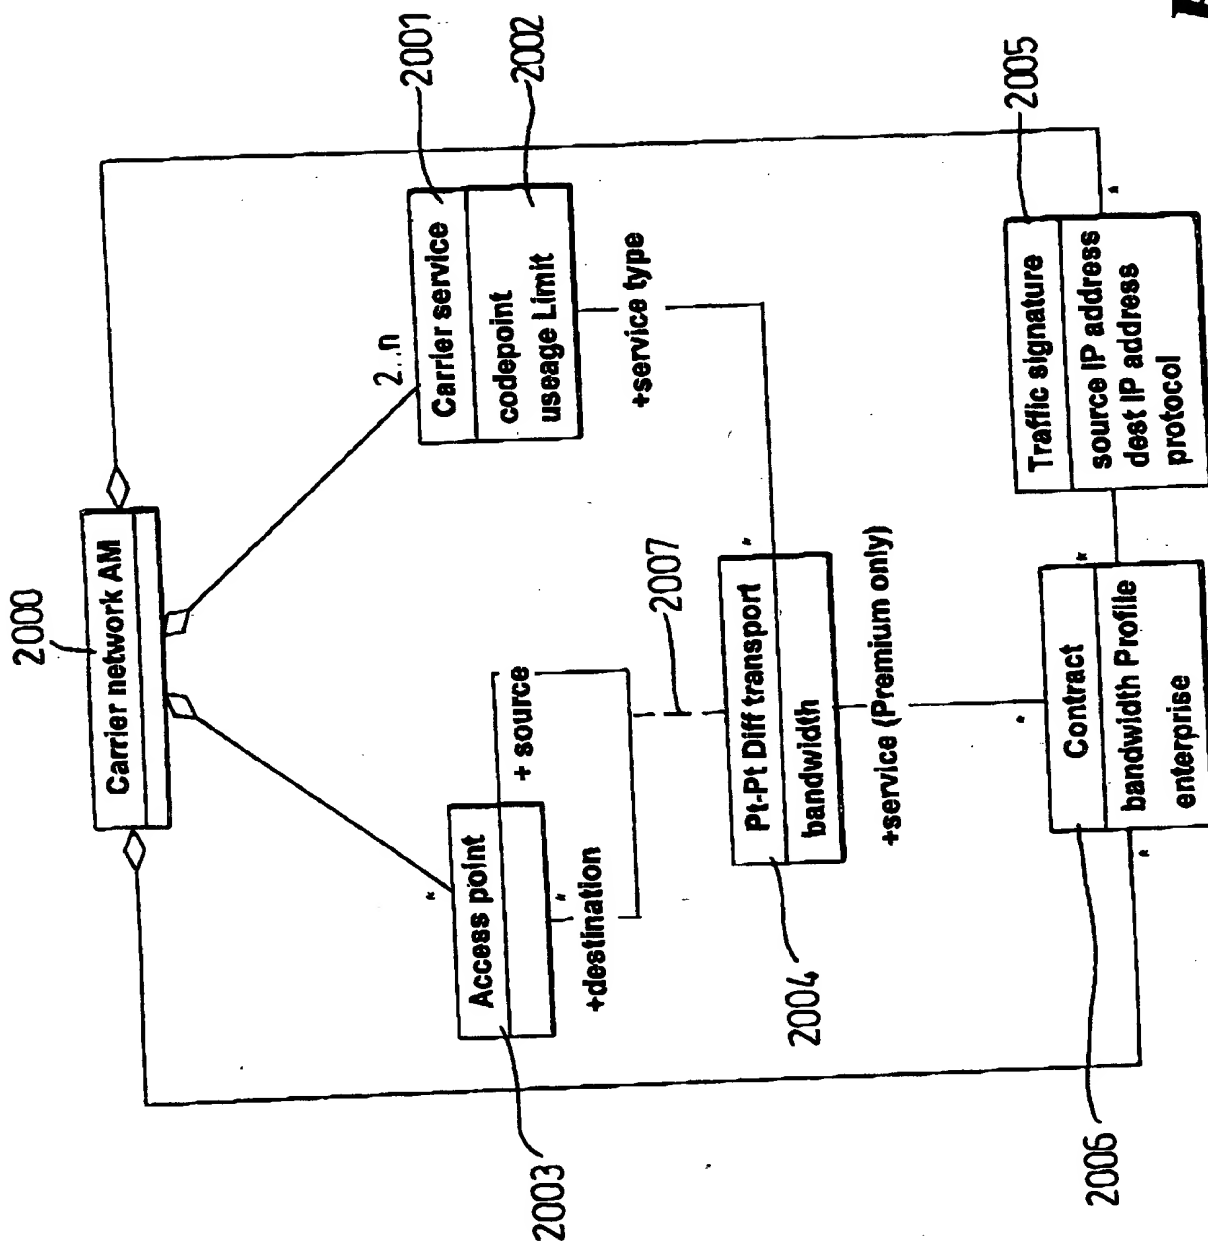 2000
Carrier network AM
2001
2002
2..n
Carrier service
codepoint
useage Limit
+service type
*
Access point
+ source
*
+destination
2003
2007
*
Pt-Pt Diff transport
bandwidth
2004
+service (Premium only)
2005
*
Traffic signature
source IP address
dest IP address
protocol
*
*
Contract
bandwidth Profile
enterprise
*
2006